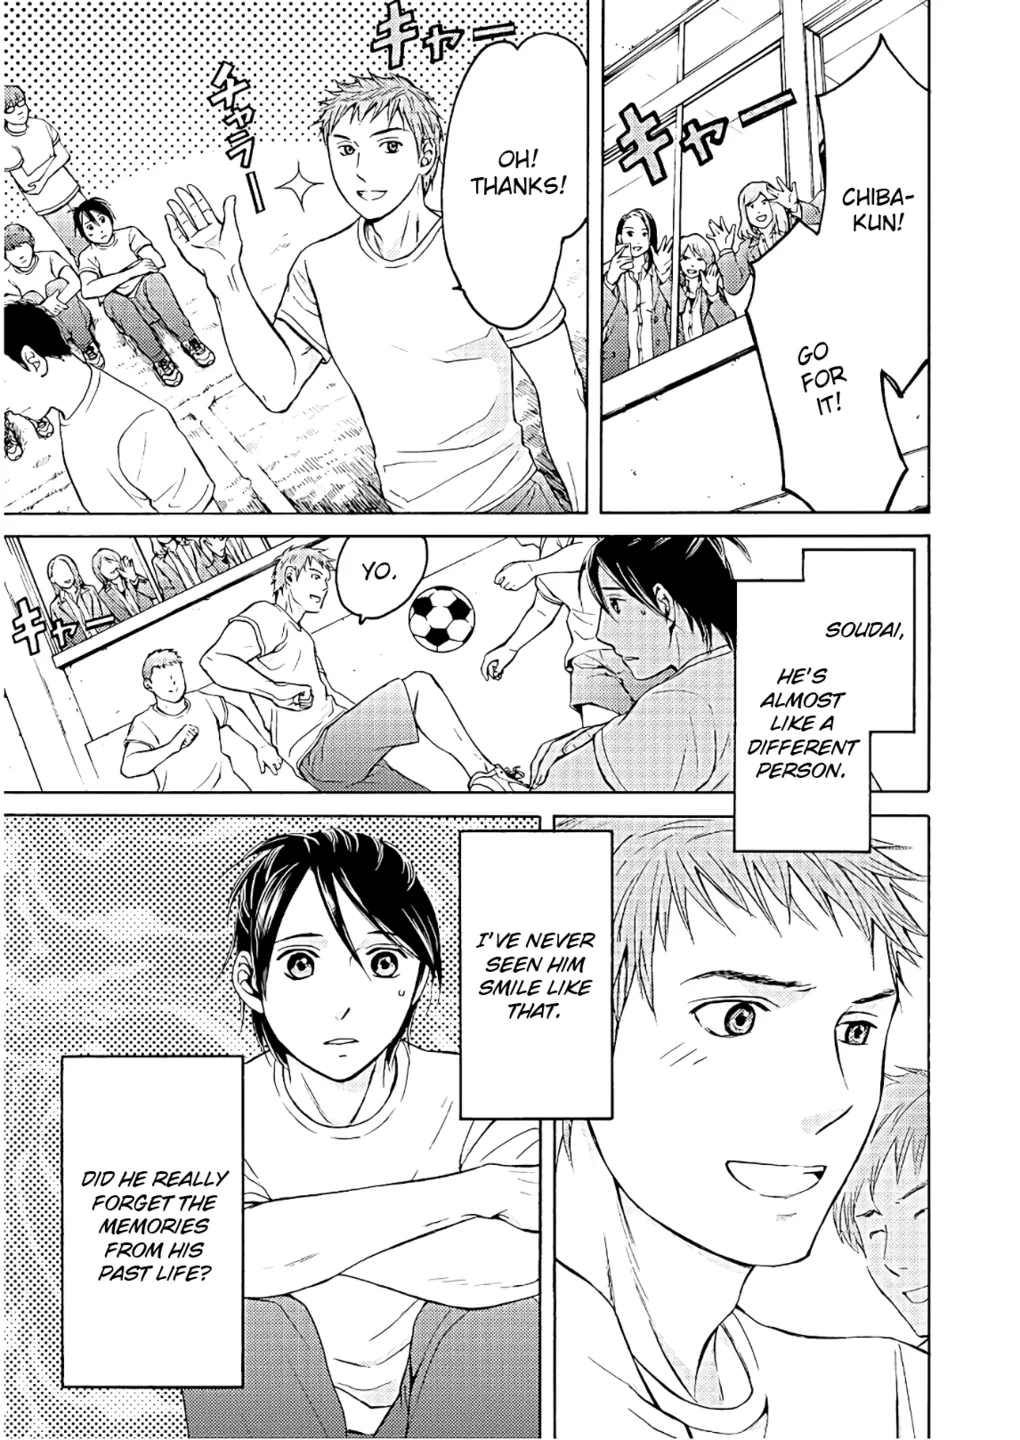 キャー
CHIBA-
KUN!
GO
FOR
IT!
キャー
OH!
THANKS!
チャラー
YO.
キャー
SOUDAI,
HE'S
ALMOST
LIKE A
DIFFERENT
PERSON.
I'VE NEVER
SEEN HIM
SMILE LIKE
THAT.
DID HE REALLY
FORGET THE
MEMORIES
FROM HIS
PAST LIFE?